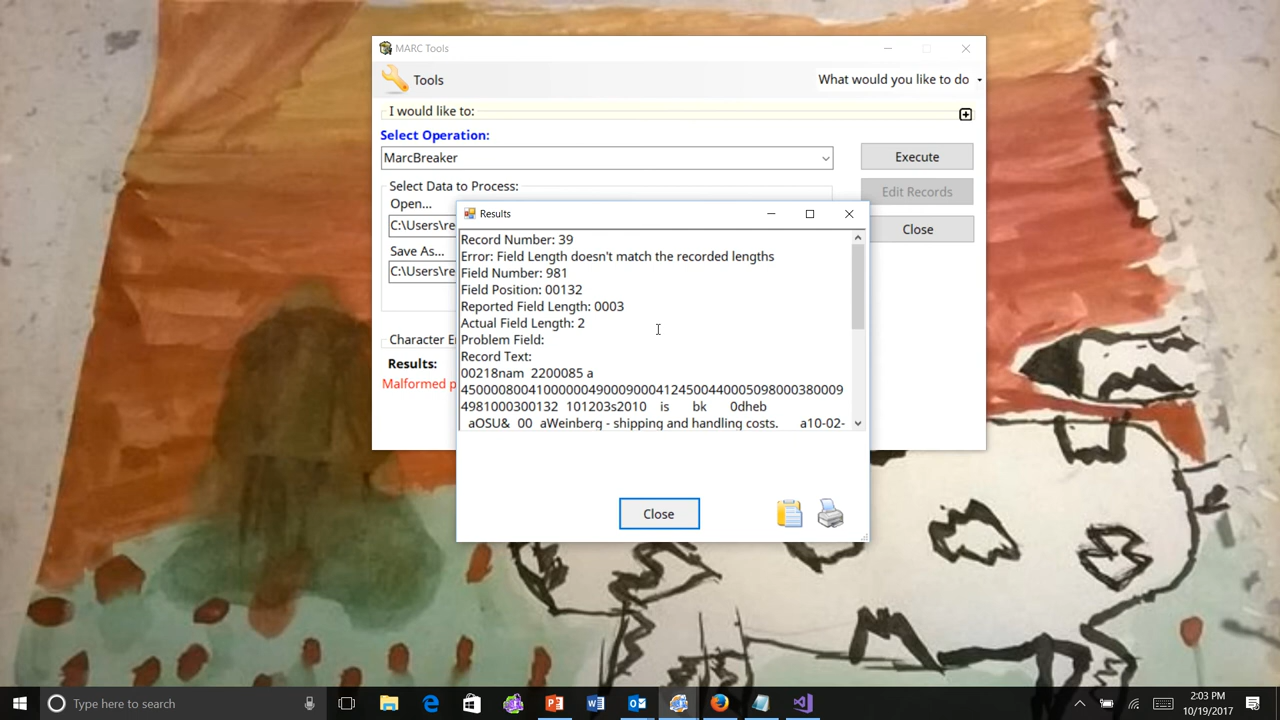 MARC Tools
Tools
What would you like to do
I would like to:
Select Operation:
MarcBreaker
Execute
Select Data to Process:
Edit Records
Open...
C:\Users\re
Close
Save As...
C:\Users\re
Character E
Results:
Malformed p
Results
Record Number: 39
Error: Field Length doesn't match the recorded lengths
Field Number: 981
Field Position: 00132
Reported Field Length: 0003
Actual Field Length: 2
Problem Field:
Record Text:
00218nam  2200085 a
450000800410000004900090004124500440005098000380009
4981000300132  101203s2010    is      bk      0dheb
aOSU&  00  aWeinberg - shipping and handling costs.      a10-02-
Close
Type here to search
2:03 PM
10/19/2017